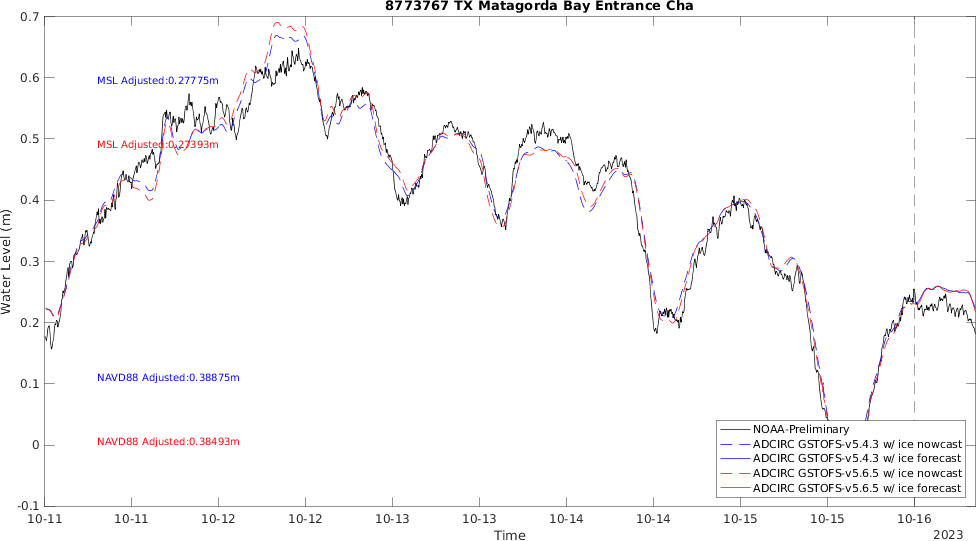 8773767 TX Matagorda Bay Entrance Cha
0.7
0.6
0.5
0.4
0.3
0.2
0.1
0
-0.1
Water Level (m)
MSL Adjusted:0.27775m
MSL Adjusted:0.27393m
NAVD88 Adjusted:0.38875m
NAVD88 Adjusted:0.38493m
NOAA-Preliminary
ADCIRC GSTOFS-v5.4.3 w/ ice nowcast
ADCIRC GSTOFS-v5.4.3 w/ ice forecast
ADCIRC GSTOFS-v5.6.5 w/ ice nowcast
ADCIRC GSTOFS-v5.6.5 w/ ice forecast
10-11 10-11 10-12 10-12 10-13 10-13 10-14 10-14 10-15 10-15 10-16
Time
2023